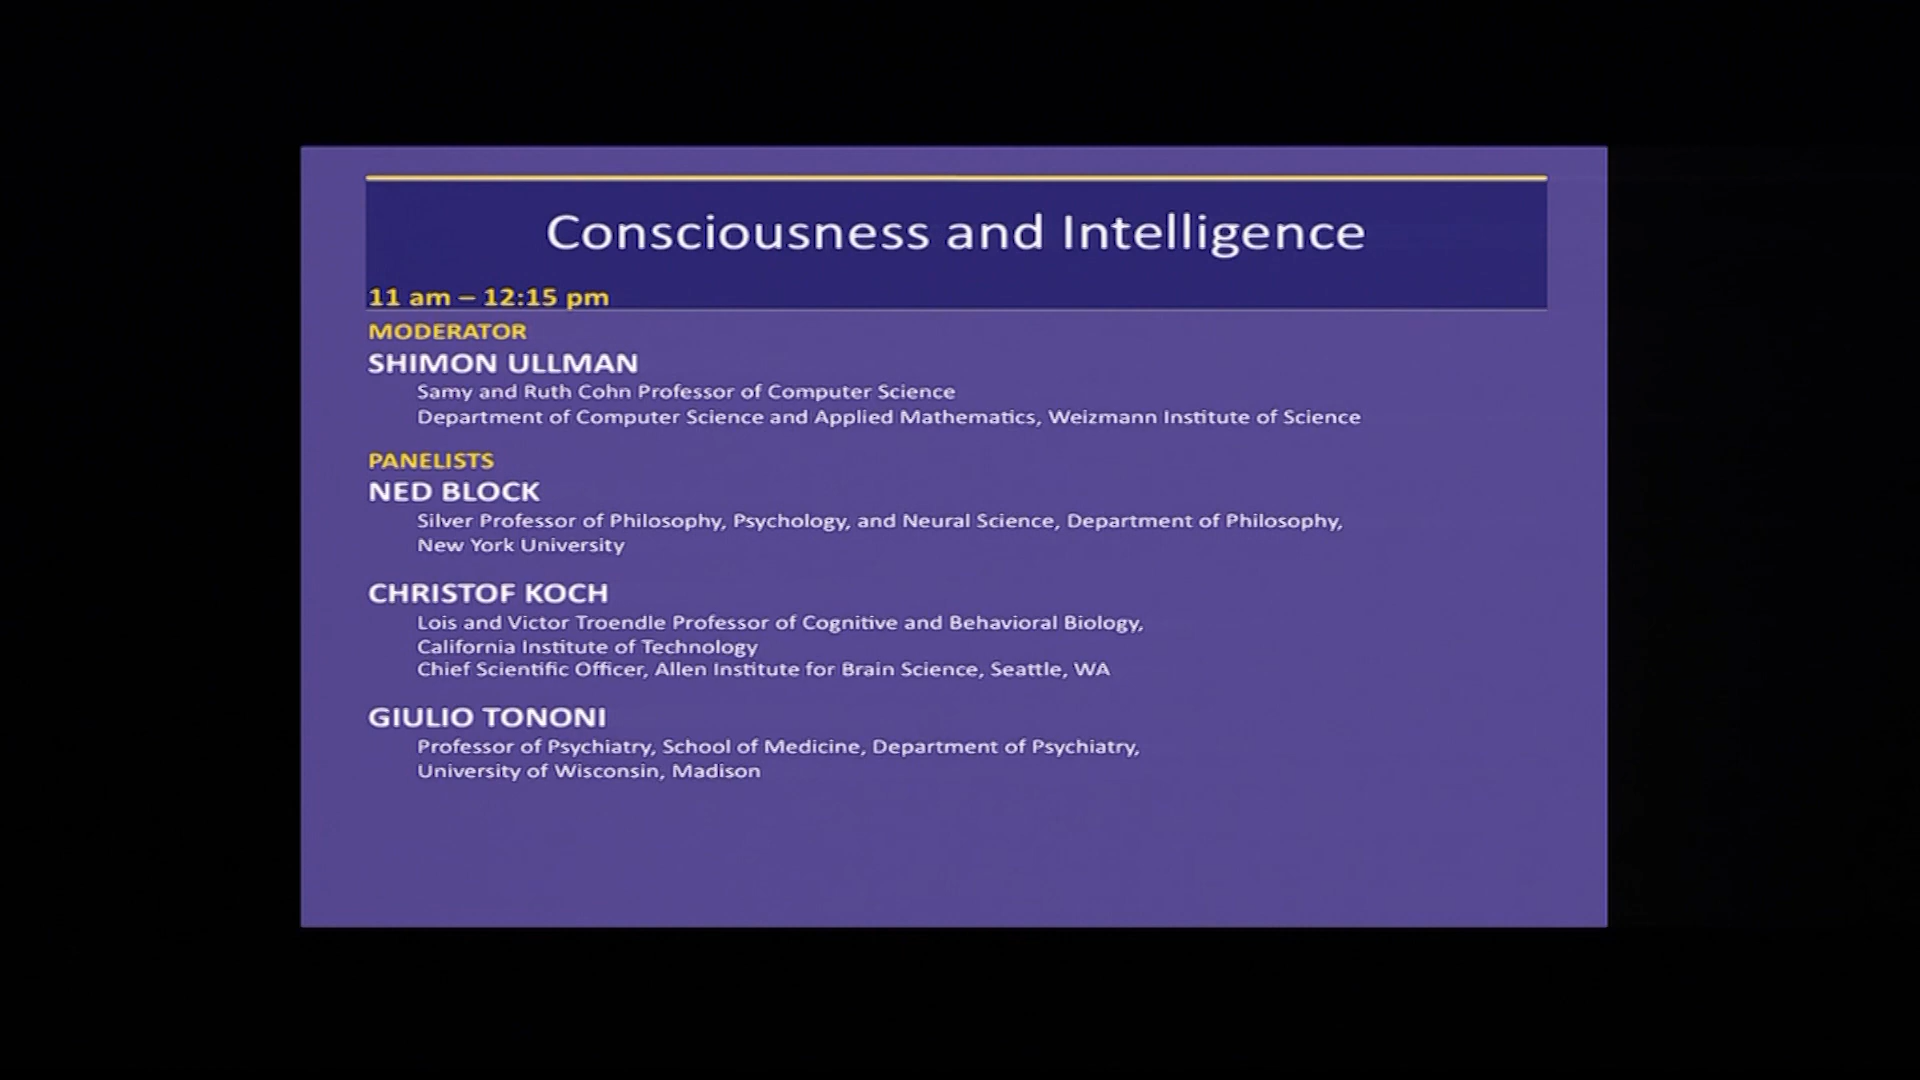 Consciousness and Intelligence
11 am – 12:15 pm
MODERATOR
SHIMON ULLMAN
Samy and Ruth Cohn Professor of Computer Science
Department of Computer Science and Applied Mathematics, Weizmann Institute of Science
PANELISTS
NED BLOCK
Silver Professor of Philosophy, Psychology, and Neural Science, Department of Philosophy,
New York University
CHRISTOF KOCH
Lois and Victor Troendle Professor of Cognitive and Behavioral Biology,
California Institute of Technology
Chief Scientific Officer, Allen Institute for Brain Science, Seattle, WA
GIULIO TONONI
Professor of Psychiatry, School of Medicine, Department of Psychiatry,
University of Wisconsin, Madison